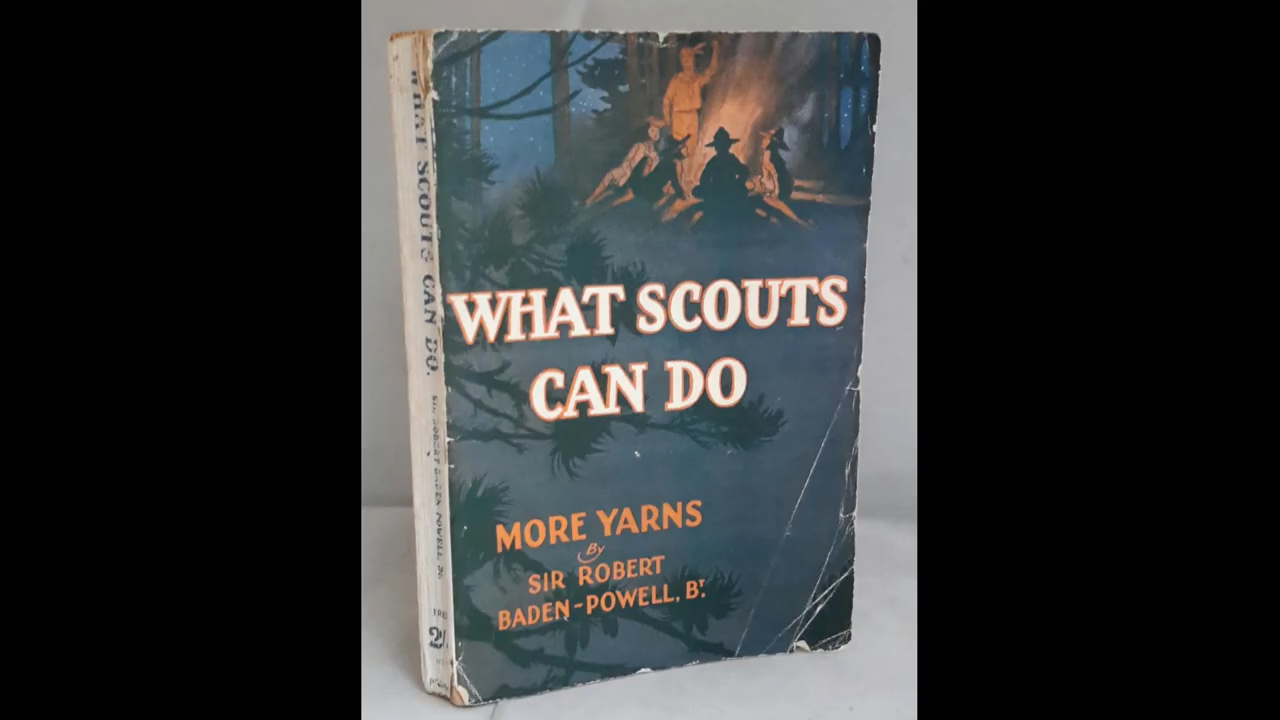 WHAT SCOUTS
CAN DO
MORE YARNS
By
SIR ROBERT
BADEN-POWELL, BT.
WHAT SCOUTS CAN DO.
SIR ROBERT BADEN-POWELL, Bt.
2/